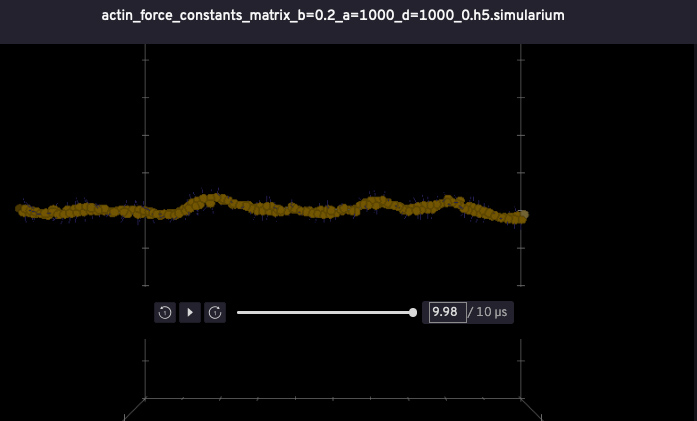 actin_force_constants_matrix_b=0.2_a=1000_d=1000_0.h5.simularium
9.98 / 10 µs